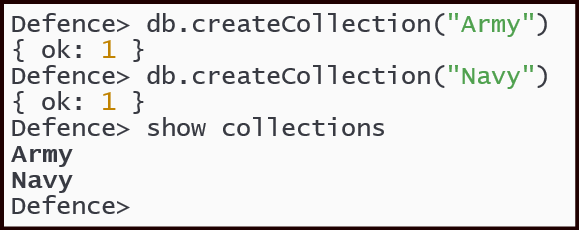 Defence> db.createCollection("Army")
{ ok: 1 }
Defence> db.createCollection("Navy")
{ ok: 1 }
Defence> show collections
Army
Navy
Defence>